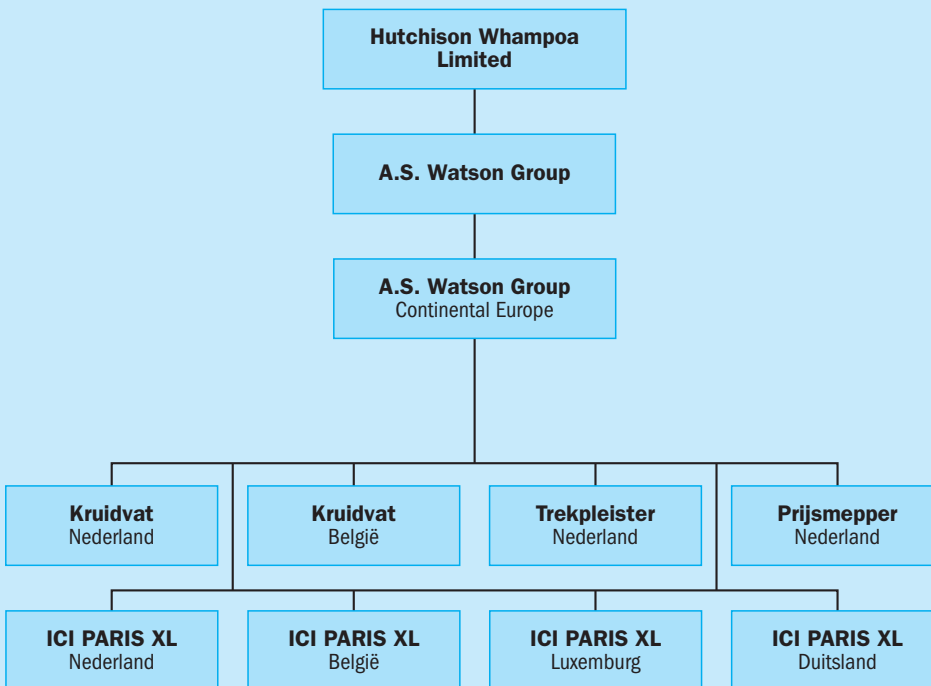 Hutchison Whampoa
Limited
A.S. Watson Group
A.S. Watson Group
Continental Europe
Kruidvat
Nederland
Kruidvat
België
Trekpleister
Nederland
Prijsmepper
Nederland
ICI PARIS XL
Nederland
ICI PARIS XL
België
ICI PARIS XL
Luxemburg
ICI PARIS XL
Duitsland